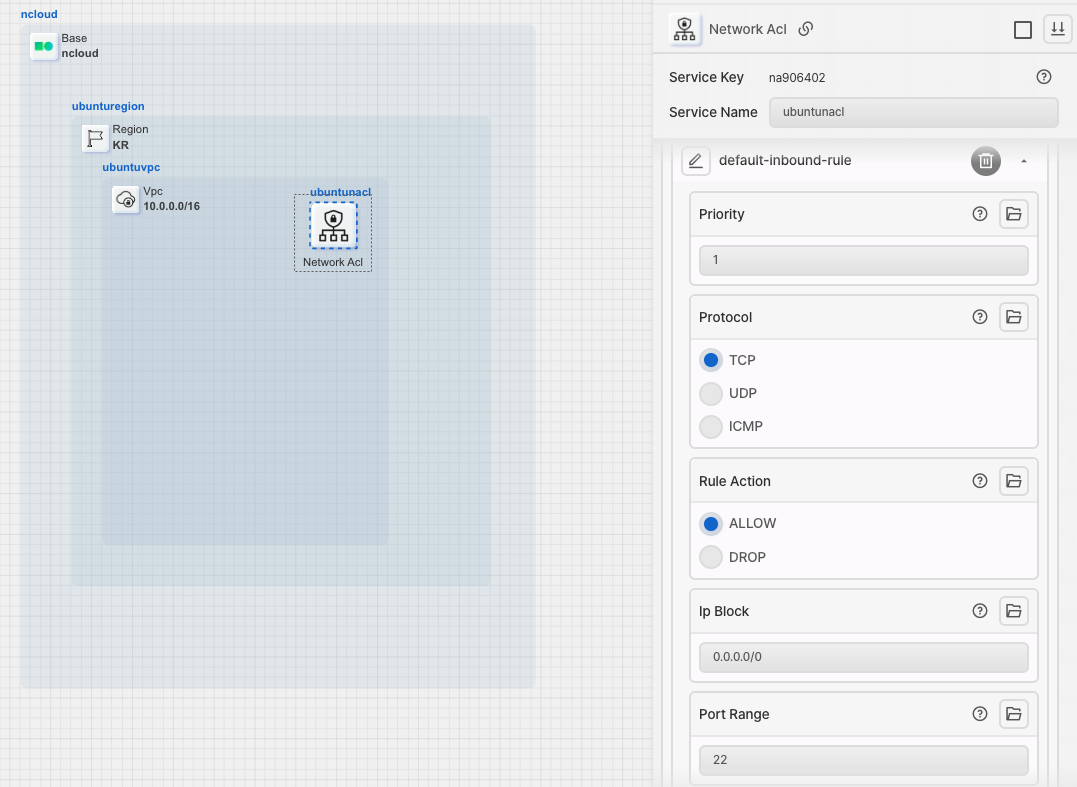 ncloud
Base
ncloud
ubunturegion
Region
KR
ubuntuvpc
Vpc
10.0.0.0/16
ubuntunacl
Network Acl
Network Acl
Service Key na906402
Service Name ubuntunacl
default-inbound-rule
Priority
1
Protocol
TCP
UDP
ICMP
Rule Action
ALLOW
DROP
Ip Block
0.0.0.0/0
Port Range
22